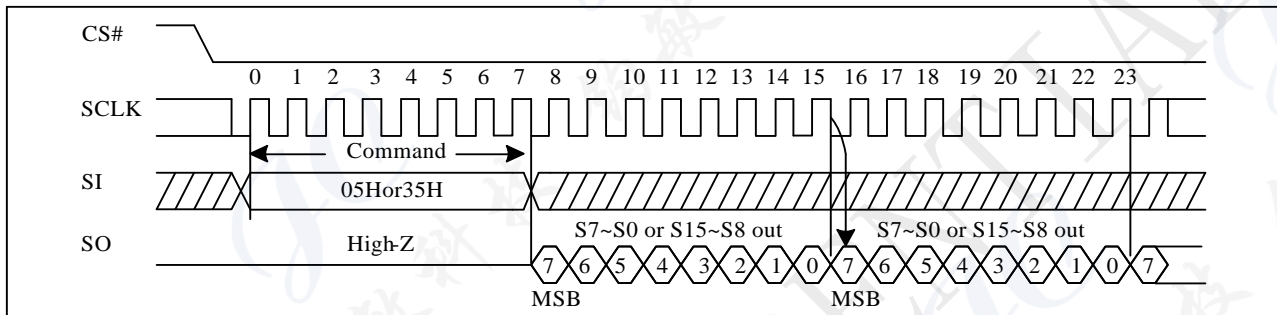 CS#
0 1 2 3 4 5 6 7 8 9 10 11 12 13 14 15 16 17 18 19 20 21 22 23
SCLK
Command
SI
05Hor35H
S7~S0 or S15~S8 out S7~S0 or S15~S8 out
SO
High-Z
7 6 5 4 3 2 1 0 7 6 5 4 3 2 1 0 7
MSB MSB